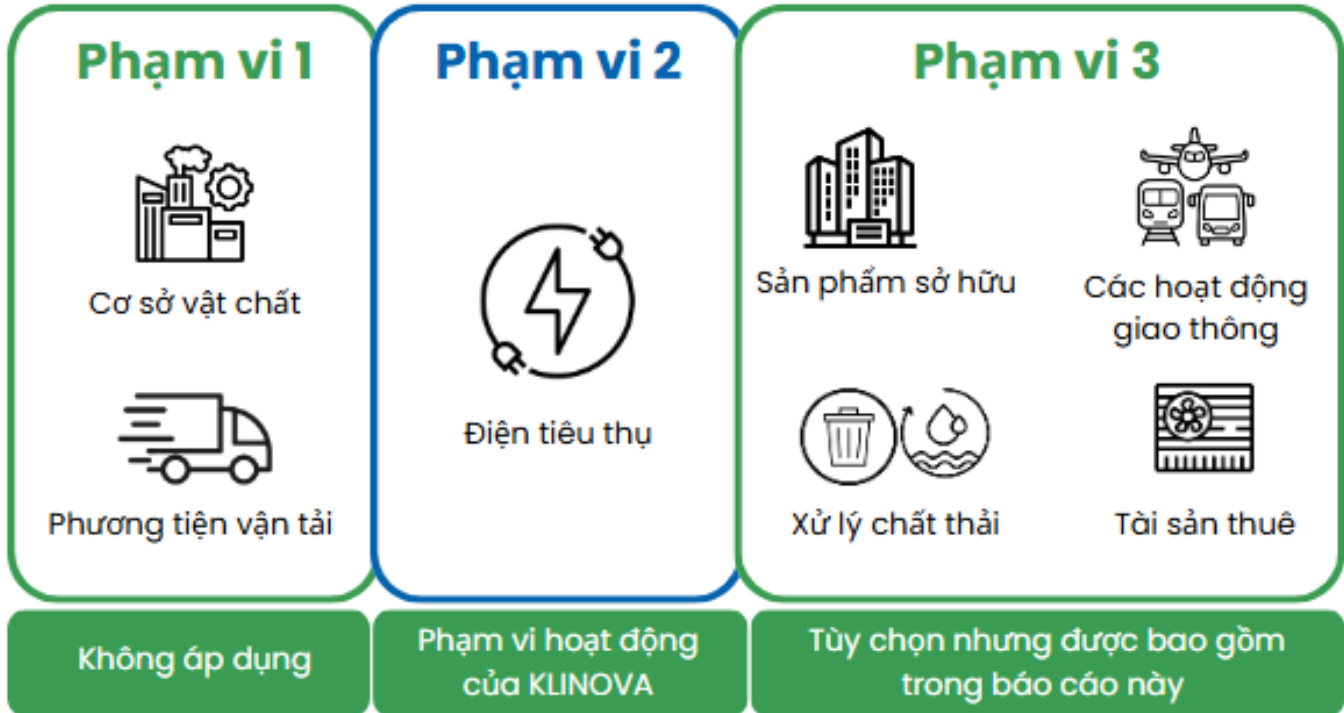 Phạm vi 1
Cơ sở vật chất
Phương tiện vận tải
Không áp dụng
Phạm vi 2
Điện tiêu thụ
Phạm vi hoạt động
của KLINOVA
Phạm vi 3
Sản phẩm sở hữu
Các hoạt động
giao thông
Xử lý chất thải
Tài sản thuê
Tùy chọn nhưng được bao gồm
trong báo cáo này